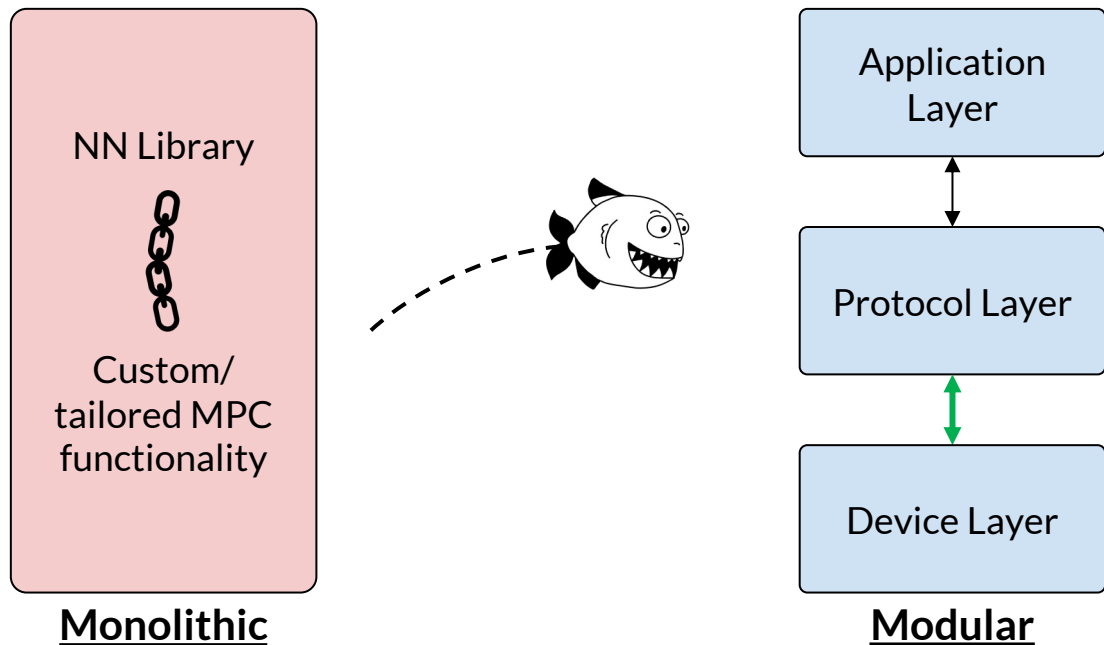 NN Library
Custom/
tailored MPC
functionality
Monolithic
Application
Layer
Protocol Layer
Device Layer
Modular